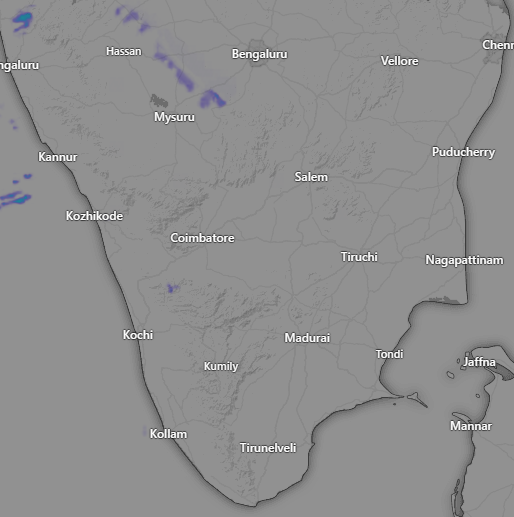 Chenn
Hassan
Bengaluru
Vellore
ngaluru
Mysuru
Puducherry
Kannur
Salem
Kozhikode
Coimbatore
Tiruchi
Nagapattinam
Kochi
Madurai
Tondi
Kumily
Jaffna
Mannar
Kollam
Tirunelveli